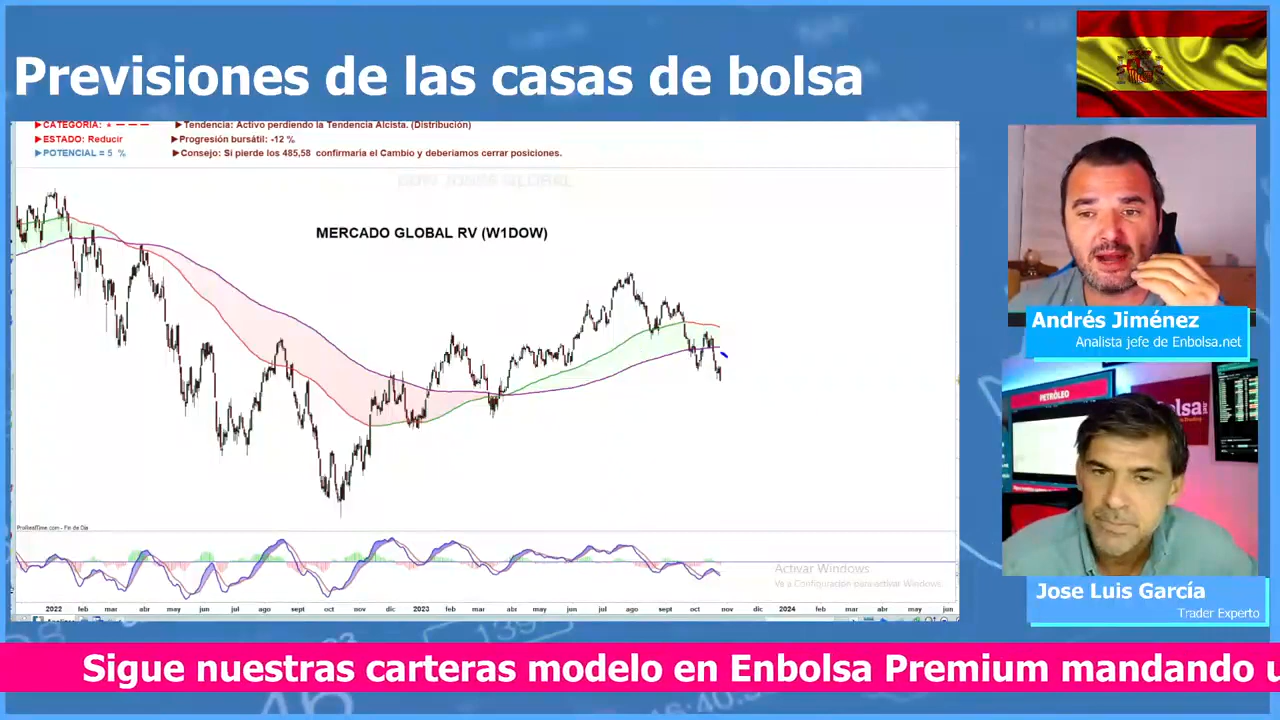 Previsiones de las casas de bolsa
►CATEGORIA: * — — —
►Tendencia: Activo perdiendo la Tendencia Alcista. (Distribución)
►ESTADO: Reducir
►Progresión bursátil: -12 %
►POTENCIAL = 5 %
►Consejo: Si pierde los 485,58 confirmaría el Cambio y deberíamos cerrar posiciones.
DOW JONES GLOBAL
MERCADO GLOBAL RV (W1DOW)
ProRealTime.com - Fin de Día
Activar Windows
Ve a Configuración para activar Windows.
2022 feb mar abr may jun jul ago sept oct nov dic 2023 feb mar abr may jun jul ago sept oct nov dic 2024 feb mar abr may jun
Andrés Jiménez
Analista jefe de Enbolsa.net
PETRÓLEO
Jose Luis García
Trader Experto
Sigue nuestras carteras modelo en Enbolsa Premium mandando u